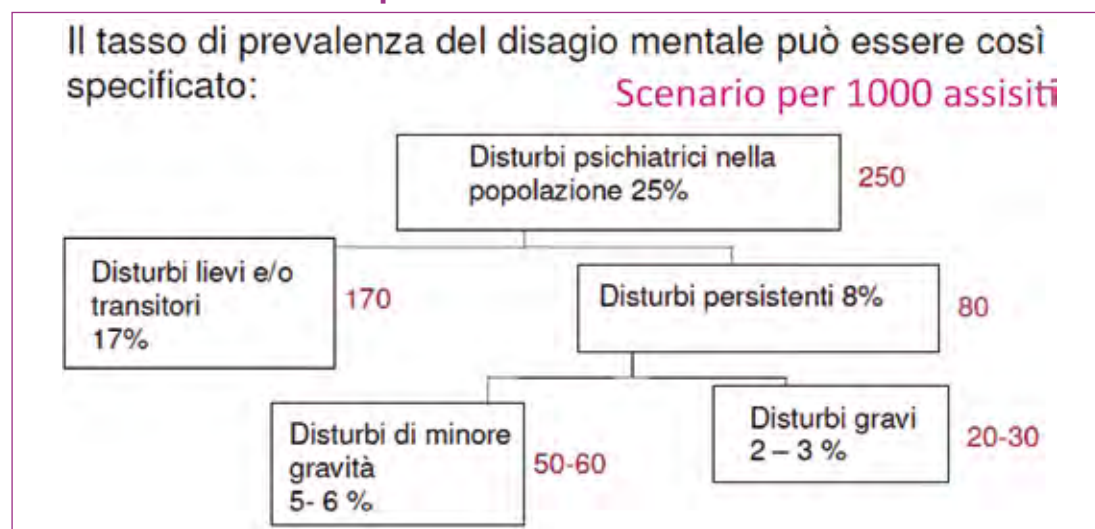 Il tasso di prevalenza del disagio mentale può essere così
specificato:
Scenario per 1000 assisiti
Disturbi psichiatrici nella
popolazione 25%
250
Disturbi lievi e/o
transitori
17%
170
Disturbi persistenti 8%
80
Disturbi di minore
gravità
5- 6 %
50-60
Disturbi gravi
2 – 3 %
20-30